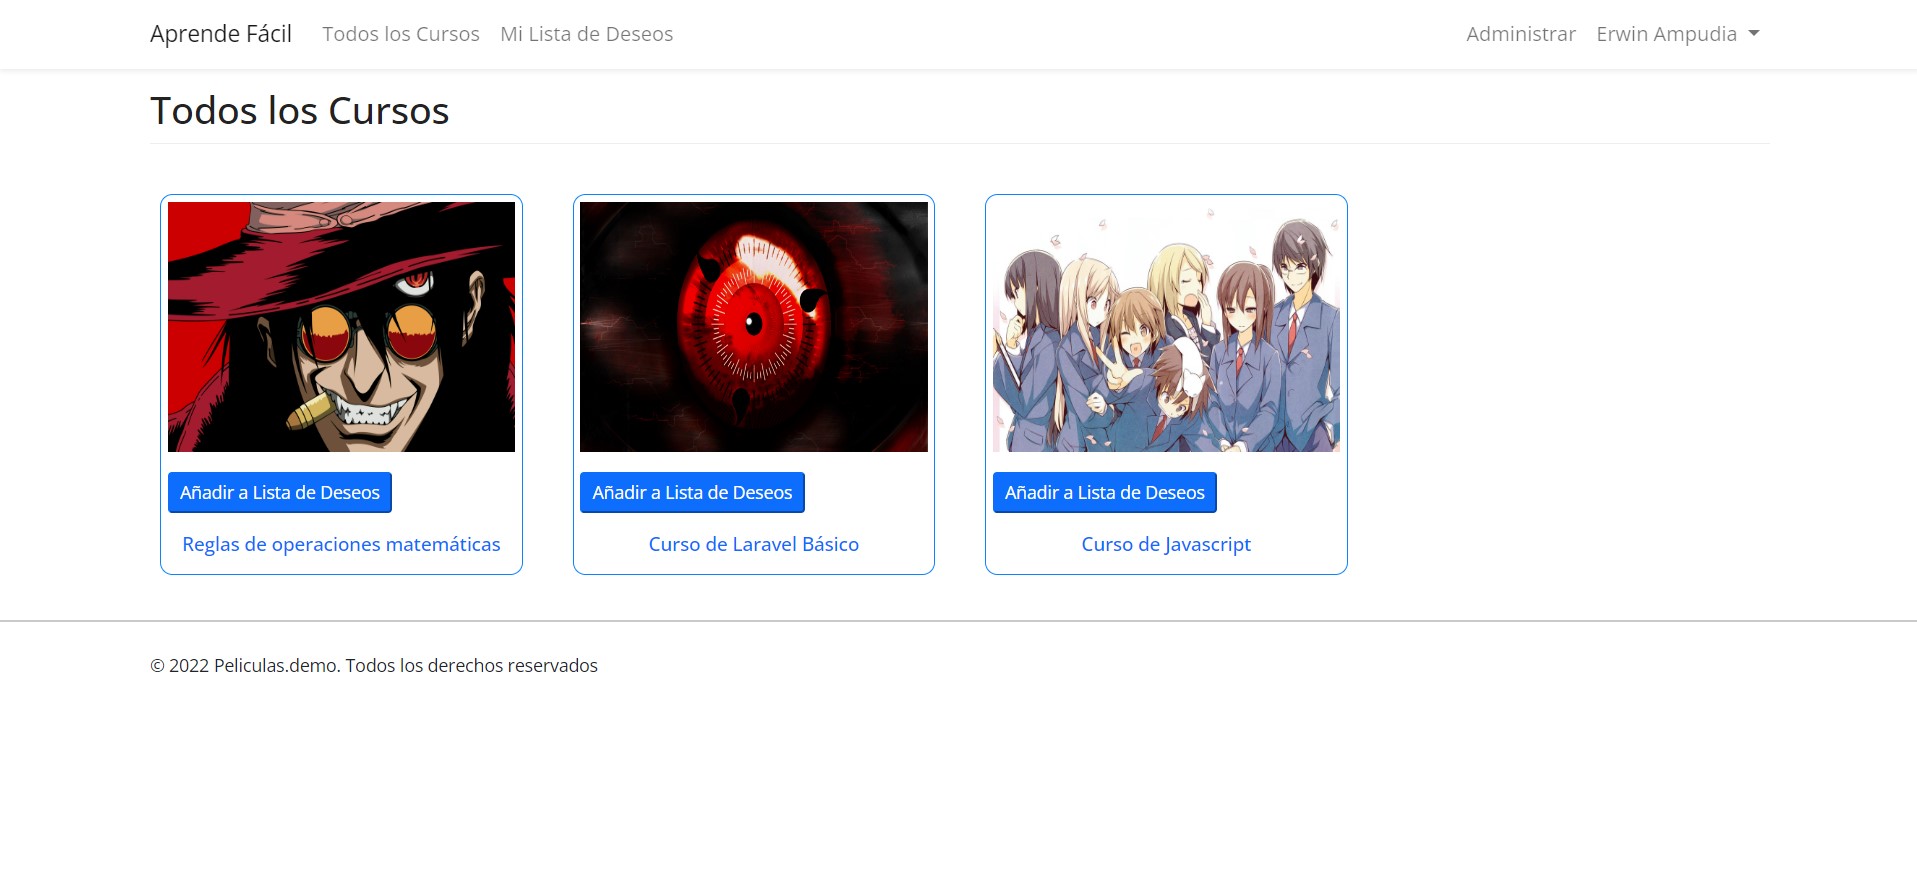 Aprende Fácil Todos los Cursos Mi Lista de Deseos Administrar Erwin Ampudia
Todos los Cursos
Añadir a Lista de Deseos Añadir a Lista de Deseos Añadir a Lista de Deseos
Reglas de operaciones matemáticas Curso de Laravel Básico Curso de Javascript
© 2022 Peliculas.demo. Todos los derechos reservados